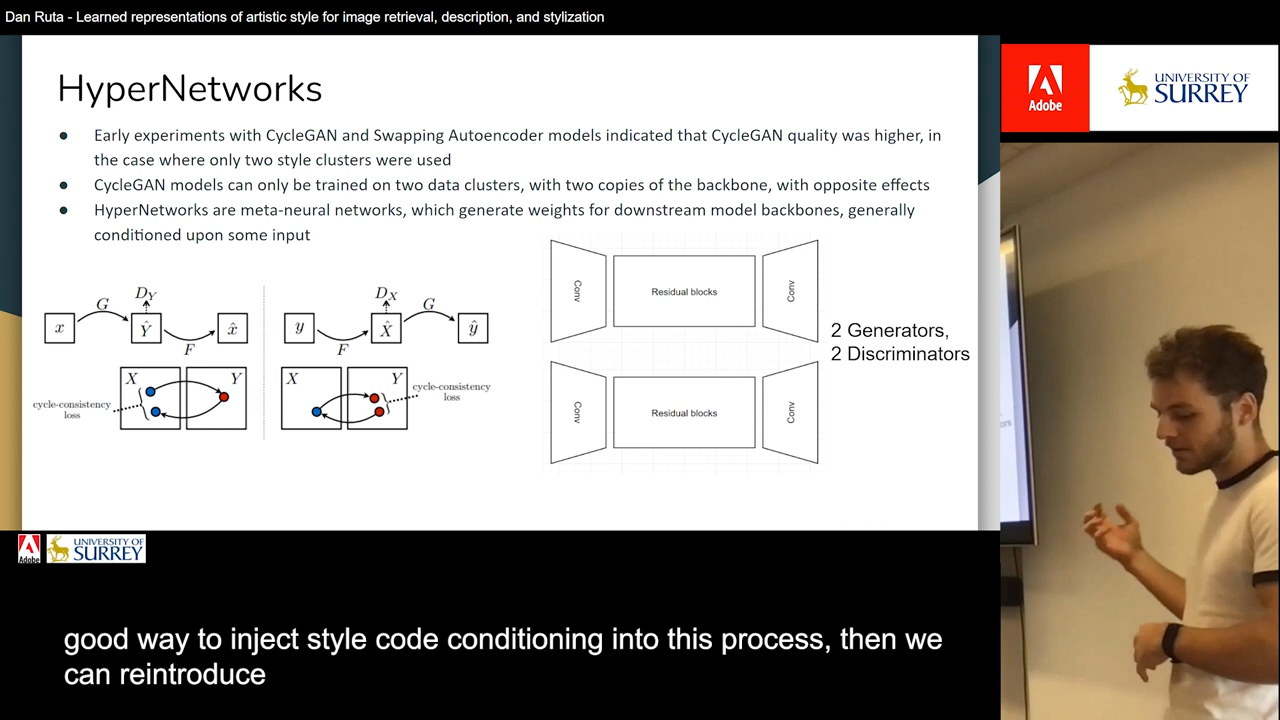 Dan Ruta - Learned representations of artistic style for image retrieval, description, and stylization
HyperNetworks
● Early experiments with CycleGAN and Swapping Autoencoder models indicated that CycleGAN quality was higher, in
the case where only two style clusters were used
● CycleGAN models can only be trained on two data clusters, with two copies of the backbone, with opposite effects
● HyperNetworks are meta-neural networks, which generate weights for downstream model backbones, generally
conditioned upon some input
x G D_Y Ŷ F x̂
X Y
cycle-consistency
loss
y F D_X X̂ G ŷ
X Y
cycle-consistency
loss
Conv Residual blocks Conv
Conv Residual blocks Conv
2 Generators,
2 Discriminators
Adobe
UNIVERSITY OF
SURREY
Adobe
UNIVERSITY OF
SURREY
good way to inject style code conditioning into this process, then we
can reintroduce